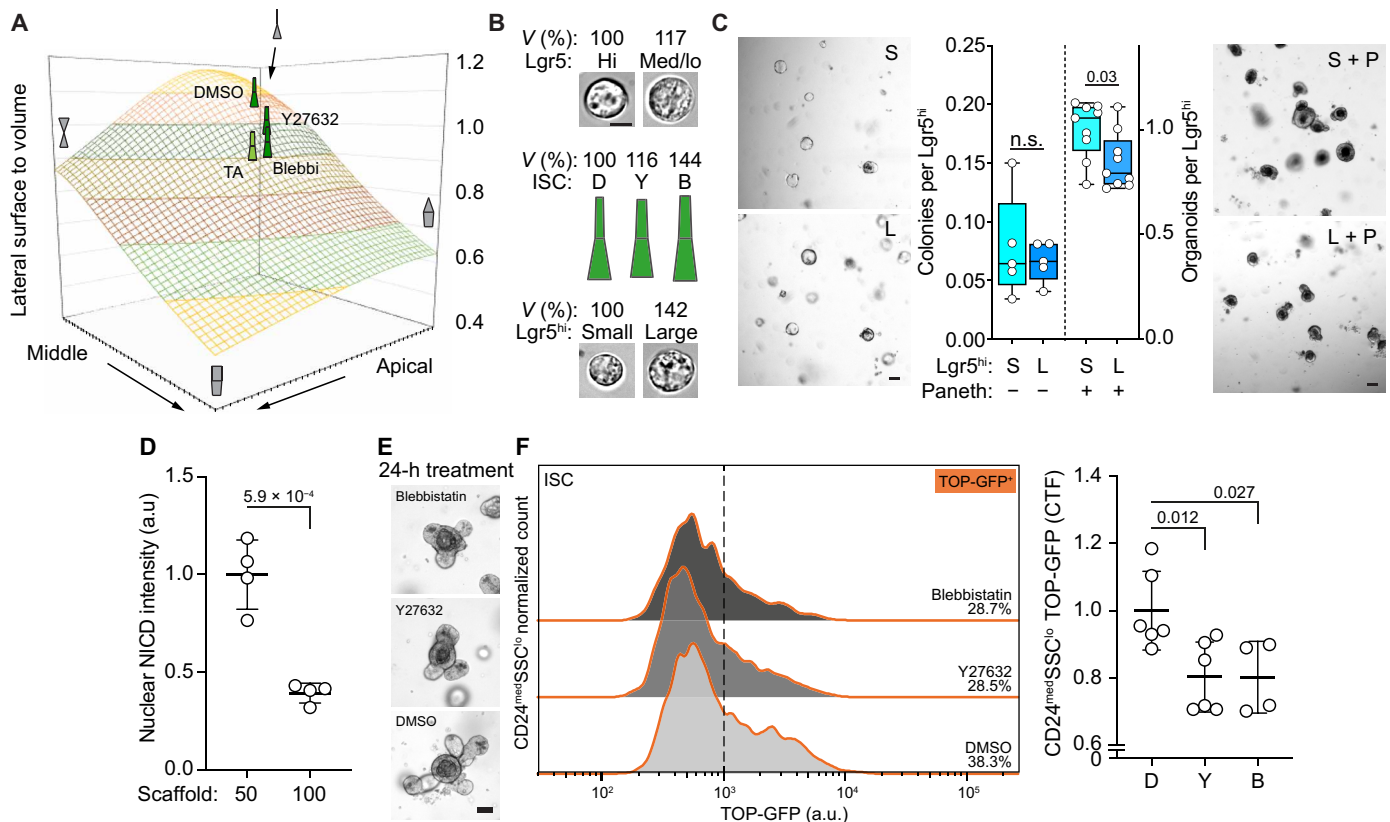 A
Lateral surface to volume
1.2
1.0
0.8
0.6
0.4
DMSO
Y27632
TA
Blebbi
Middle
Apical
B
V (%): 100 117
Lgr5: Hi Med/lo
V (%): 100 116 144
ISC: D Y B
V (%): 100 142
Lgr5hi: Small Large
C
S
L
Colonies per Lgr5hi
0.25
0.20
0.15
0.10
0.05
0.00
n.s.
0.03
1.0
0.5
0.0
Organoids per Lgr5hi
Lgr5hi: S L S L
Paneth: − − + +
S + P
L + P
D
Nuclear NICD intensity (a.u)
1.5
1.0
0.5
0.0
5.9 × 10⁻⁴
Scaffold: 50 100
E
24-h treatment
Blebbistatin
Y27632
DMSO
F
CD24medSSClo normalized count
ISC
TOP-GFP+
Blebbistatin
28.7%
Y27632
28.5%
DMSO
38.3%
10² 10³ 10⁴ 10⁵
TOP-GFP (a.u.)
CD24medSSClo TOP-GFP (CTF)
1.4
1.2
1.0
0.8
0.6
0
0.027
0.012
D Y B